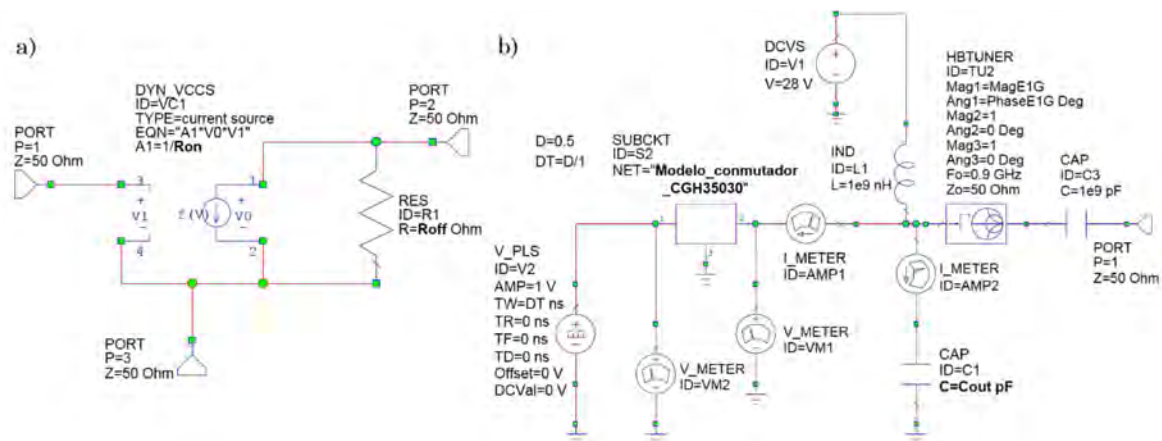 a)
DYN_VCCS
ID=VC1
TYPE=current source
EQN="A1*V0*V1"
A1=1/Ron
PORT
P=1
Z=50 Ohm
PORT
P=2
Z=50 Ohm
3
1
+
V1
-
+
V0
-
4
2
RES
ID=R1
R=Roff Ohm
PORT
P=3
Z=50 Ohm
b)
DCVS
ID=V1
V=28 V
HBTUNER
ID=TU2
Mag1=MagE1G
Ang1=PhaseE1G Deg
Mag2=1
Ang2=0 Deg
Mag3=1
Ang3=0 Deg
Fo=0.9 GHz
Zo=50 Ohm
D=0.5
DT=D/1
SUBCKT
ID=S2
NET="Modelo_conmutador
_CGH35030"
IND
ID=L1
L=1e9 nH
CAP
ID=C3
C=1e9 pF
1
2
3
PORT
P=1
Z=50 Ohm
V_PLS
ID=V2
AMP=1 V
TW=DT ns
TR=0 ns
TF=0 ns
TD=0 ns
Offset=0 V
DCVal=0 V
I_METER
ID=AMP1
I_METER
ID=AMP2
V_METER
ID=VM2
V_METER
ID=VM1
CAP
ID=C1
C=Cout pF